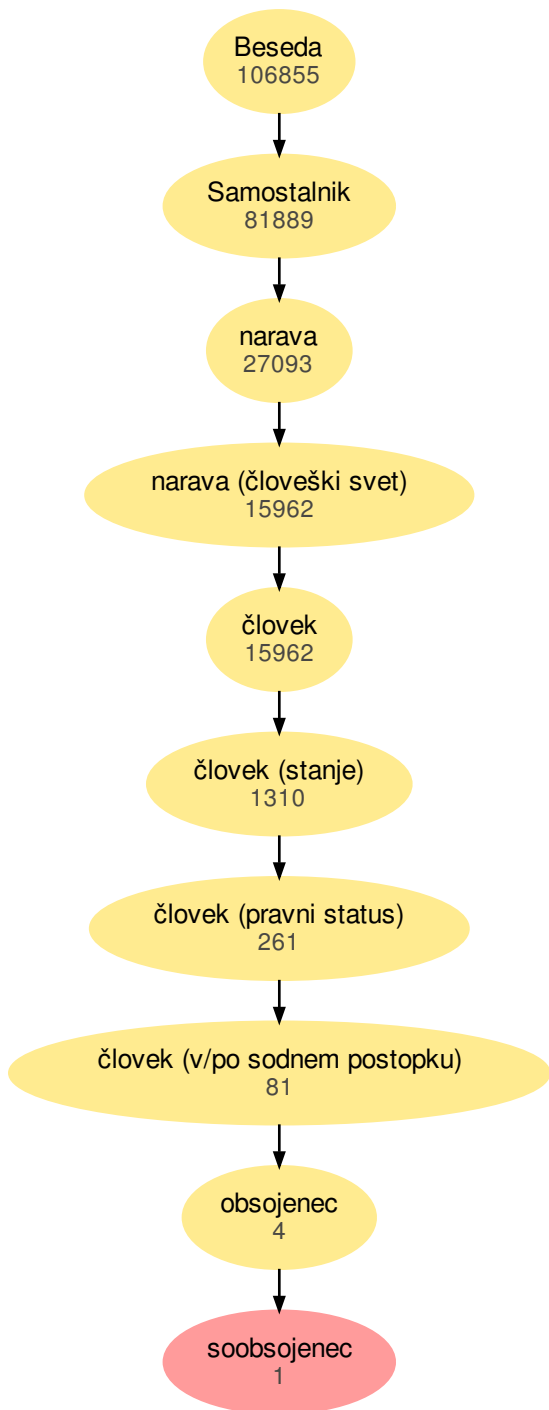 Beseda
106855
Samostalnik
81889
narava
27093
narava (človeški svet)
15962
človek
15962
človek (stanje)
1310
človek (pravni status)
261
človek (v/po sodnem postopku)
81
obsojenec
4
soobsojenec
1